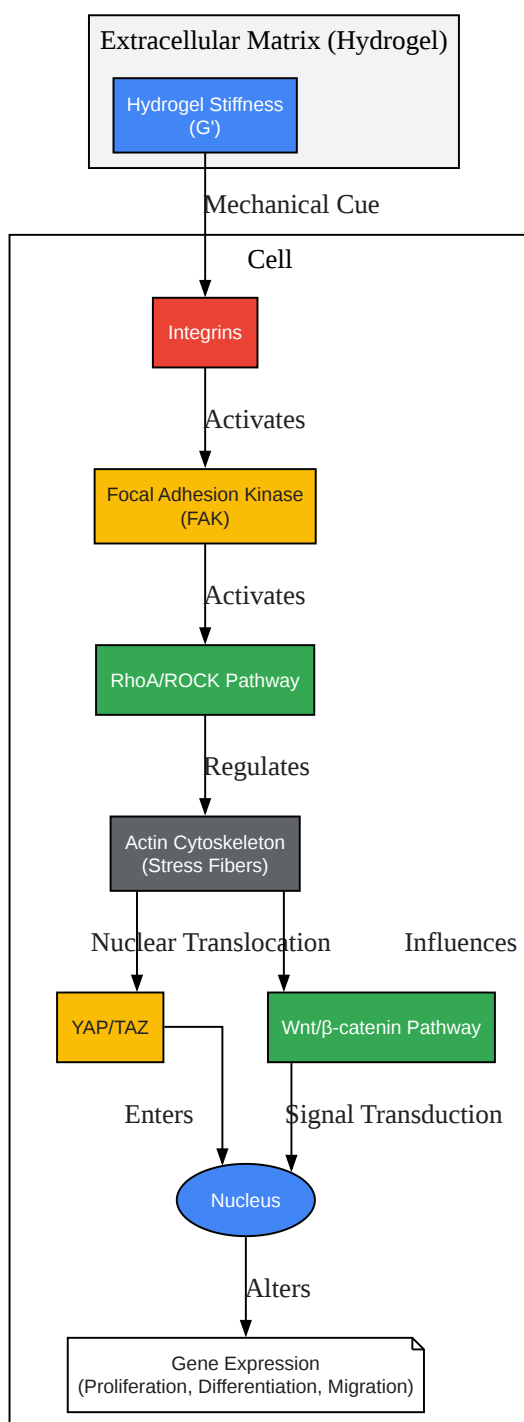 Extracellular Matrix (Hydrogel)
Hydrogel Stiffness
(G')
Mechanical Cue
Cell
Integrins
Activates
Focal Adhesion Kinase
(FAK)
Activates
RhoA/ROCK Pathway
Regulates
Actin Cytoskeleton
(Stress Fibers)
Nuclear Translocation
Influences
YAP/TAZ
Wnt/β-catenin Pathway
Enters
Signal Transduction
Nucleus
Alters
Gene Expression
(Proliferation, Differentiation, Migration)